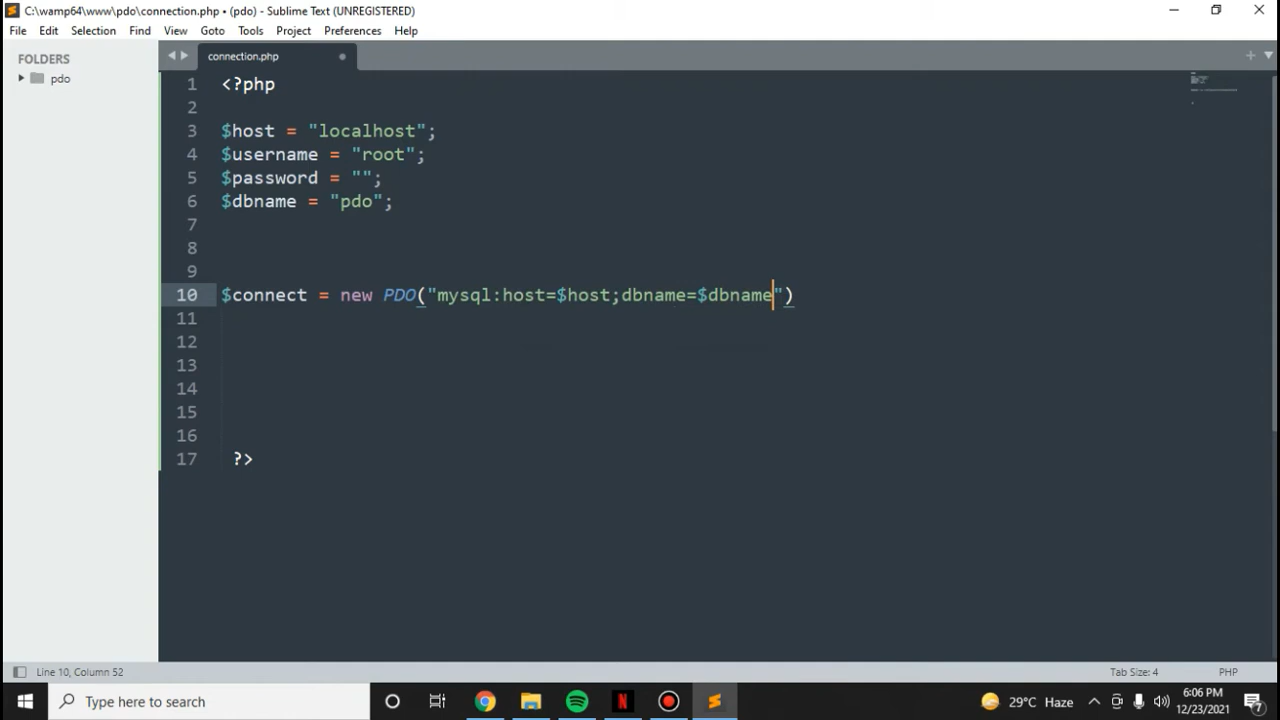 C:\wamp64\www\pdo\connection.php • (pdo) - Sublime Text (UNREGISTERED)
File Edit Selection Find View Goto Tools Project Preferences Help
FOLDERS
pdo
connection.php
1 <?php
2
3 $host = "localhost";
4 $username = "root";
5 $password = "";
6 $dbname = "pdo";
7
8
9
10 $connect = new PDO("mysql:host=$host;dbname=$dbname")
11
12
13
14
15
16
17 ?>
Line 10, Column 52 Tab Size: 4 PHP
Type here to search
29°C Haze
6:06 PM
12/23/2021
7